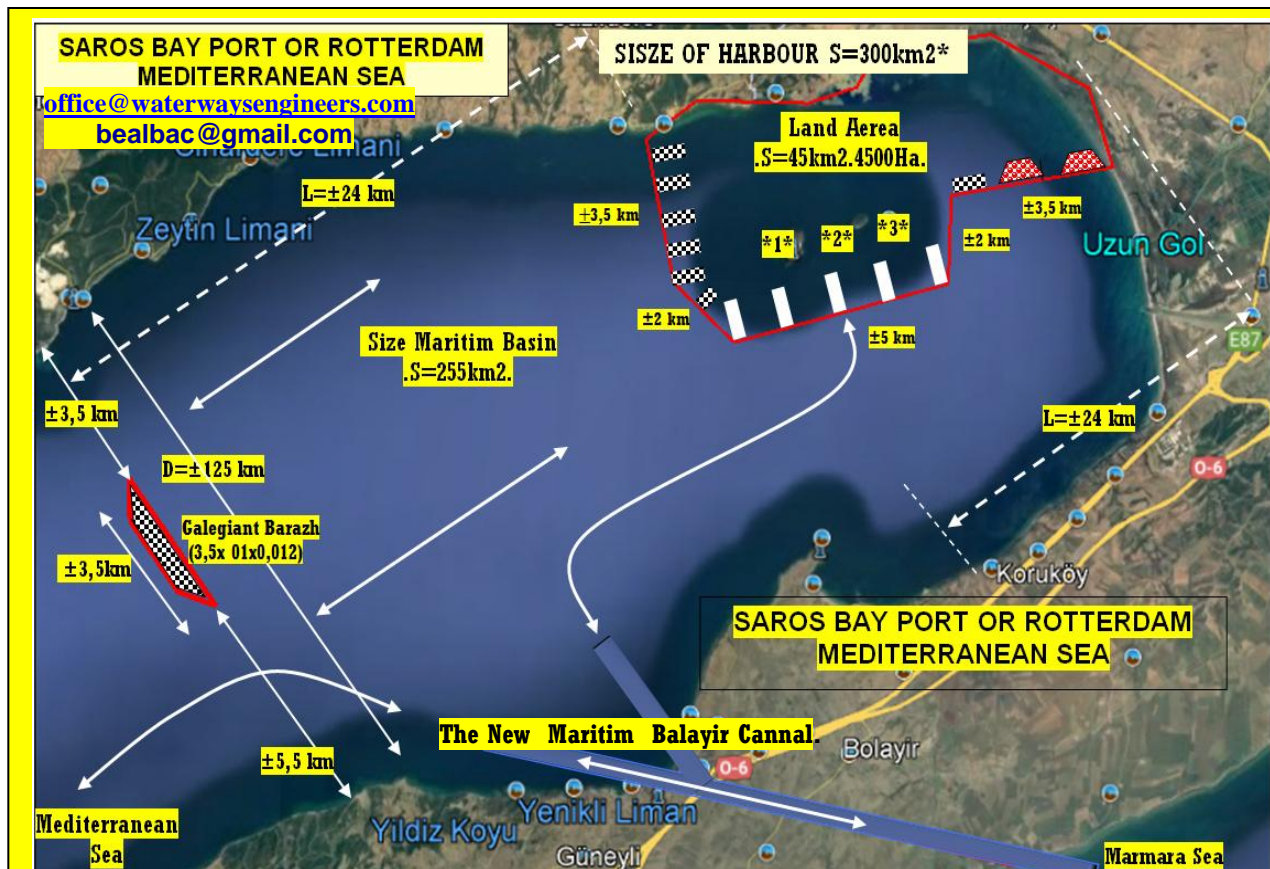 SAROS BAY PORT OR ROTTERDAM
MEDITERRANEAN SEA
office@waterwaysengineers.com
bealbac@gmail.com
SISZE OF HARBOUR S=300km2*
Land Aerea
.S=45km2.4500Ha.
L=±24 km
Zeytin Limani
±3,5 km
*1*
*2*
*3*
±3,5 km
±2 km
Uzun Gol
±2 km
±5 km
Size Maritim Basin
.S=255km2.
E87
±3,5 km
L=±24 km
D=±125 km
O-6
Galegiant Barazh
(3,5x 01x0,012)
±3,5km
Koruköy
SAROS BAY PORT OR ROTTERDAM
MEDITERRANEAN SEA
The New Maritim Balayir Cannal.
Bolayir
±5,5 km
O-6
Mediterranean
Sea
Yenikli Liman
Yildiz Koyu
Güneyli
Marmara Sea